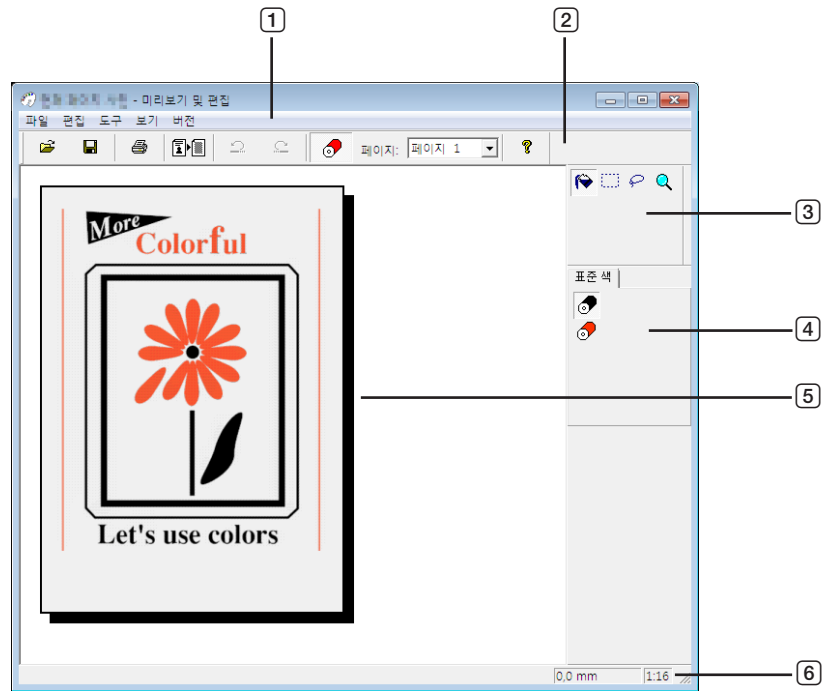 1
2
- 미리보기 및 편집
파일 편집 도구 보기 버전
페이지: 페이지 1
More
Colorful
Let's use colors
표준 색
3
4
5
0,0 mm 1:16
6